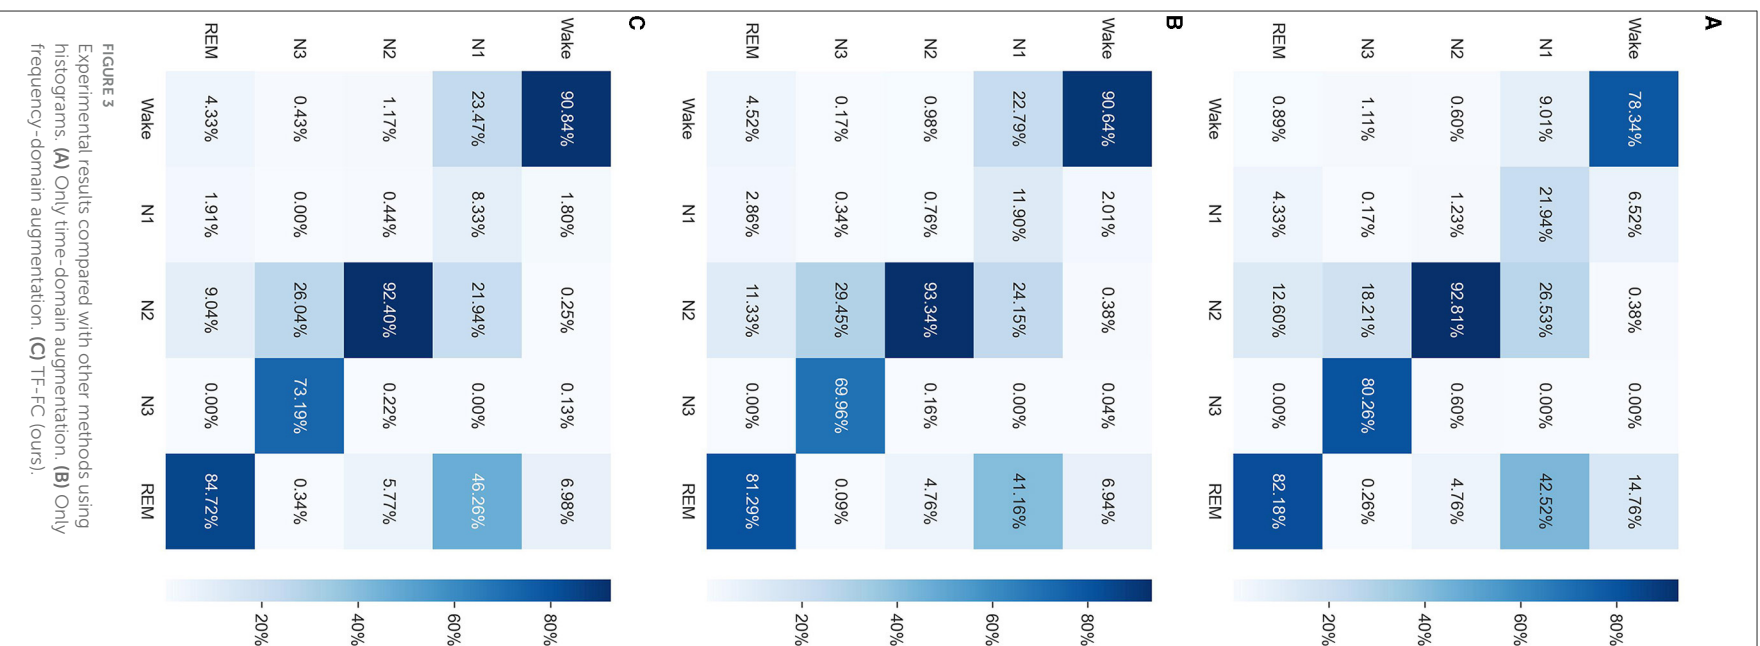 A
Wake 78.34% 6.52% 0.38% 0.00% 14.76%
N1 9.01% 21.94% 26.53% 0.00% 42.52%
N2 0.60% 1.23% 92.81% 0.60% 4.76%
N3 1.11% 0.17% 18.21% 80.26% 0.26%
REM 0.89% 4.33% 12.60% 0.00% 82.18%
Wake N1 N2 N3 REM
80%
60%
40%
20%
B
Wake 90.64% 2.01% 0.38% 0.04% 6.94%
N1 22.79% 11.90% 24.15% 0.00% 41.16%
N2 0.98% 0.76% 93.34% 0.16% 4.76%
N3 0.17% 0.34% 29.45% 69.96% 0.09%
REM 4.52% 2.86% 11.33% 0.00% 81.29%
Wake N1 N2 N3 REM
80%
60%
40%
20%
C
Wake 90.84% 1.80% 0.25% 0.13% 6.98%
N1 23.47% 8.33% 21.94% 0.00% 46.26%
N2 1.17% 0.44% 92.40% 0.22% 5.77%
N3 0.43% 0.00% 26.04% 73.19% 0.34%
REM 4.33% 1.91% 9.04% 0.00% 84.72%
Wake N1 N2 N3 REM
80%
60%
40%
20%
FIGURE 3
Experimental results compared with other methods using
histograms. (A) Only time-domain augmentation. (B) Only
frequency-domain augmentation. (C) TF-FC (ours).